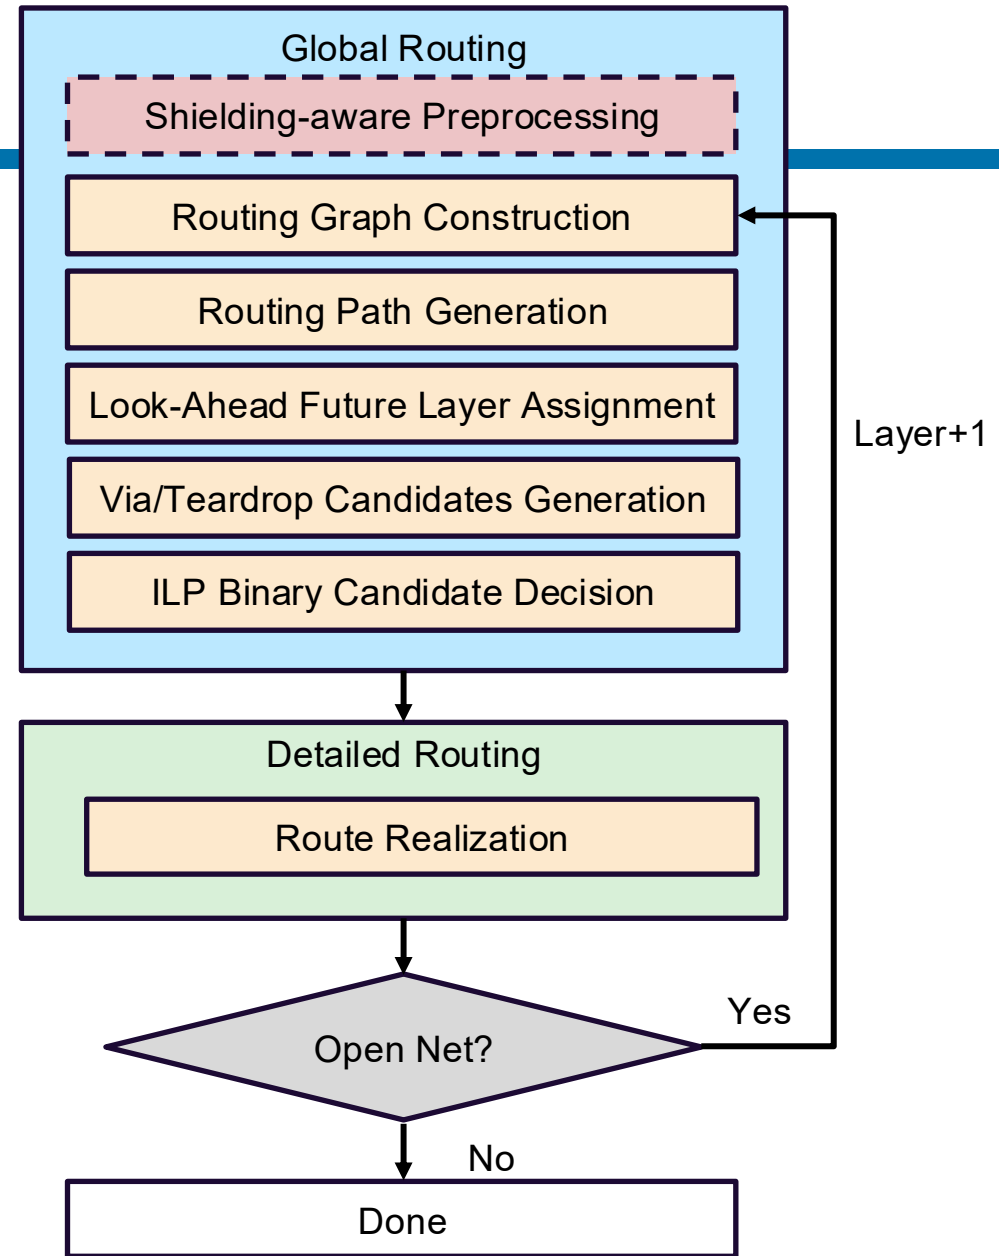 Global Routing
Shielding-aware Preprocessing
Routing Graph Construction
Routing Path Generation
Look-Ahead Future Layer Assignment
Layer+1
Via/Teardrop Candidates Generation
ILP Binary Candidate Decision
Detailed Routing
Route Realization
Yes
Open Net?
No
Done